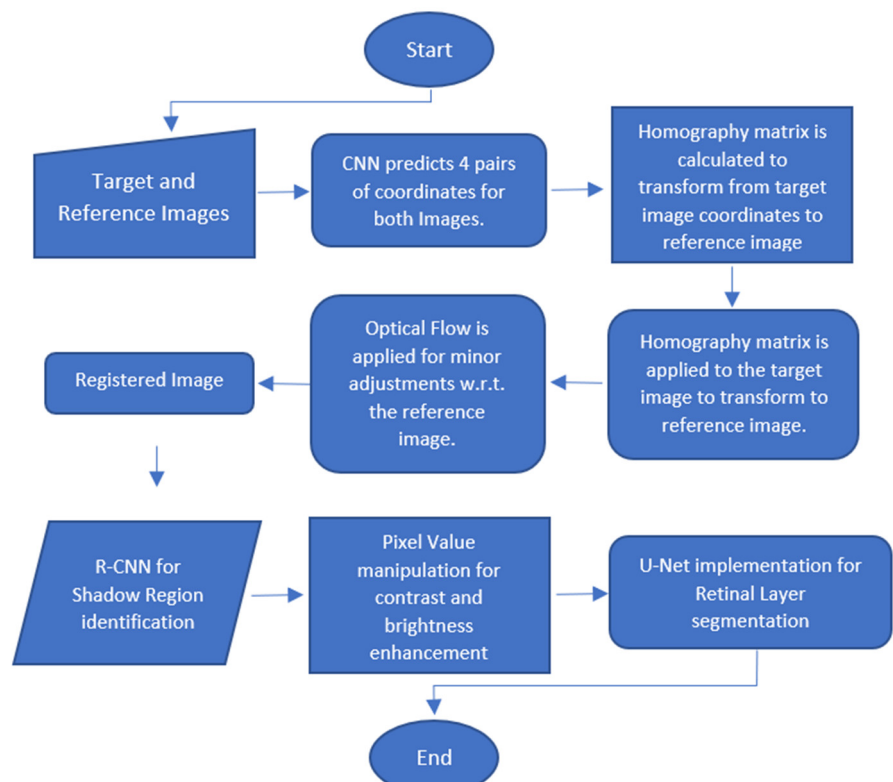 Start
Target and
Reference Images
CNN predicts 4 pairs
of coordinates for
both Images.
Homography matrix is
calculated to
transform from target
image coordinates to
reference image
Homography matrix is
applied to the target
image to transform to
reference image.
Optical Flow is
applied for minor
adjustments w.r.t.
the reference
image.
Registered Image
R-CNN for
Shadow Region
identification
Pixel Value
manipulation for
contrast and
brightness
enhancement
U-Net implementation for
Retinal Layer
segmentation
End